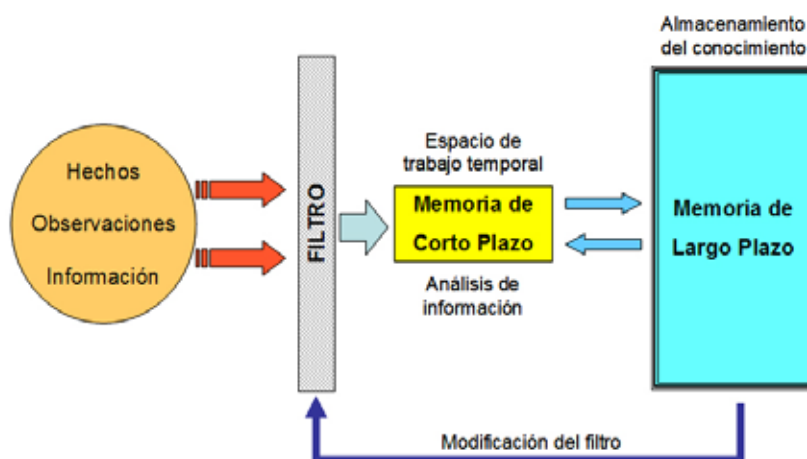 Almacenamiento
del conocimiento
Hechos
Observaciones
Información
FILTRO
Espacio de
trabajo temporal
Memoria de
Corto Plazo
Análisis de
información
Memoria de
Largo Plazo
Modificación del filtro